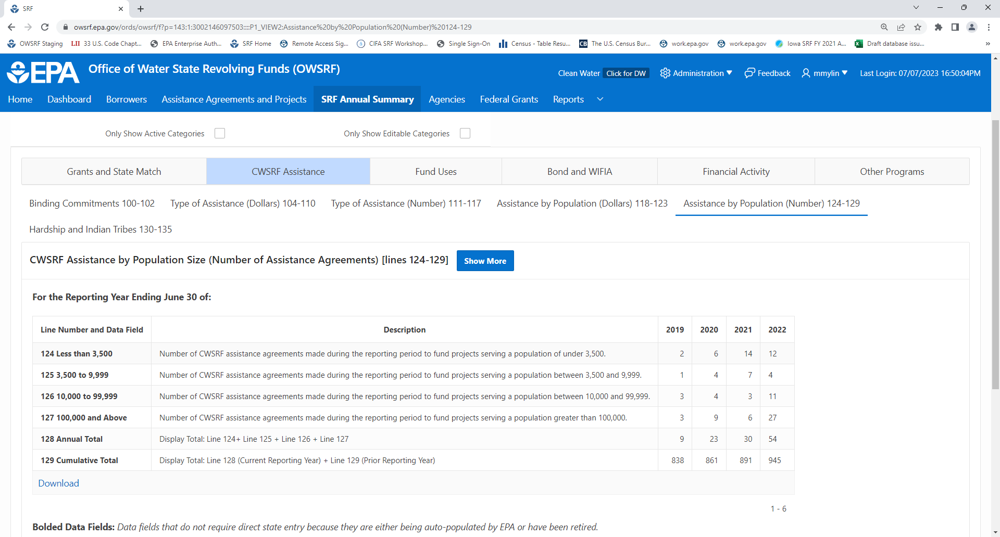 SRF
owsrf.epa.gov/ords/owsrf/f?p=143:1:3002146097503::::P1_VIEW2:Assistance%20by%20Population%20(Number)%20124-129
OWSRF Staging LII 33 U.S. Code Chapt... EPA Enterprise Auth... SRF Home Remote Access Sig... CIFA SRF Workshop... Single Sign-On Census - Table Resu... CB The U.S. Census Bur... work.epa.gov work.epa.gov Iowa SRF FY 2021 A... Draft database issu... »
EPA Office of Water State Revolving Funds (OWSRF)
Clean Water Click for DW Administration Feedback mmylin Last Login: 07/07/2023 16:50:04PM
Home Dashboard Borrowers Assistance Agreements and Projects SRF Annual Summary Agencies Federal Grants Reports
Only Show Active Categories Only Show Editable Categories
Grants and State Match CWSRF Assistance Fund Uses Bond and WIFIA Financial Activity Other Programs
Binding Commitments 100-102 Type of Assistance (Dollars) 104-110 Type of Assistance (Number) 111-117 Assistance by Population (Dollars) 118-123 Assistance by Population (Number) 124-129
Hardship and Indian Tribes 130-135
CWSRF Assistance by Population Size (Number of Assistance Agreements) [lines 124-129] Show More
For the Reporting Year Ending June 30 of:
Line Number and Data Field Description 2019 2020 2021 2022
124 Less than 3,500 Number of CWSRF assistance agreements made during the reporting period to fund projects serving a population of under 3,500. 2 6 14 12
125 3,500 to 9,999 Number of CWSRF assistance agreements made during the reporting period to fund projects serving a population between 3,500 and 9,999. 1 4 7 4
126 10,000 to 99,999 Number of CWSRF assistance agreements made during the reporting period to fund projects serving a population between 10,000 and 99,999. 3 4 3 11
127 100,000 and Above Number of CWSRF assistance agreements made during the reporting period to fund projects serving a population greater than 100,000. 3 9 6 27
128 Annual Total Display Total: Line 124+ Line 125 + Line 126 + Line 127 9 23 30 54
129 Cumulative Total Display Total: Line 128 (Current Reporting Year) + Line 129 (Prior Reporting Year) 838 861 891 945
Download
1 - 6
Bolded Data Fields: Data fields that do not require direct state entry because they are either being auto-populated by EPA or have been retired.